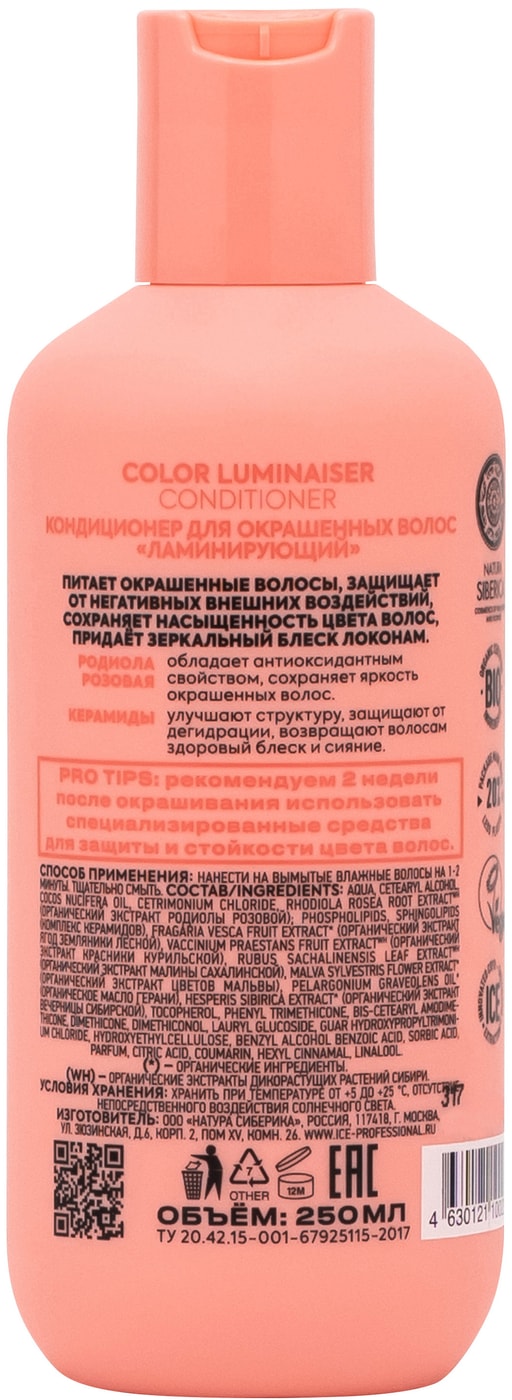 COLOR LUMINAISER
CONDITIONER
КОНДИЦИОНЕР ДЛЯ ОКРАШЕННЫХ ВОЛОС
«ЛАМИНИРУЮЩИЙ»
ПИТАЕТ ОКРАШЕННЫЕ ВОЛОСЫ, ЗАЩИЩАЕТ
ОТ НЕГАТИВНЫХ ВНЕШНИХ ВОЗДЕЙСТВИЙ,
СОХРАНЯЕТ НАСЫЩЕННОСТЬ ЦВЕТА ВОЛОС,
ПРИДАЁТ ЗЕРКАЛЬНЫЙ БЛЕСК ЛОКОНАМ.
РОДИОЛА РОЗОВАЯ
обладает антиоксидантным
свойством, сохраняет яркость
окрашенных волос.
КЕРАМИДЫ улучшают структуру, защищают от
дегидрации, возвращают волосам
здоровый блеск и сияние.
PRO TIPS: рекомендуем 2 недели
после окрашивания использовать
специализированные средства
для защиты и стойкости цвета волос.
СПОСОБ ПРИМЕНЕНИЯ: НАНЕСТИ НА ВЫМЫТЫЕ ВЛАЖНЫЕ ВОЛОСЫ НА 1-2
МИНУТЫ. ТЩАТЕЛЬНО СМЫТЬ. СОСТАВ/INGREDIENTS: AQUA, CETEARYL ALCOHOL,
COCOS NUCIFERA OIL, CETRIMONIUM CHLORIDE, RHODIOLA ROSEA ROOT EXTRACT
(ОРГАНИЧЕСКИЙ ЭКСТРАКТ РОДИОЛЫ РОЗОВОЙ); PHOSPHOLIPIDS, SPHINGOLIPIDS
(КОМПЛЕКС КЕРАМИДОВ), FRAGARIA VESCA FRUIT EXTRACT* (ОРГАНИЧЕСКИЙ ЭКСТРАКТ
ЯГОД ЗЕМЛЯНИКИ ЛЕСНОЙ), VACCINIUM PRAESTANS FRUIT EXTRACT (ОРГАНИЧЕСКИЙ
ЭКСТРАКТ КРАСНИКИ КУРИЛЬСКОЙ), RUBUS SACHALINENSIS LEAF EXTRACT
(ОРГАНИЧЕСКИЙ ЭКСТРАКТ МАЛИНЫ САХАЛИНСКОЙ), MALVA SYLVESTRIS FLOWER EXTRACT*
(ОРГАНИЧЕСКИЙ ЭКСТРАКТ ЦВЕТОВ МАЛЬВЫ), PELARGONIUM GRAVEOLENS OIL*
(ОРГАНИЧЕСКОЕ МАСЛО ГЕРАНИ), HESPERIS SIBIRICA EXTRACT* (ОРГАНИЧЕСКИЙ ЭКСТРАКТ
ВЕЧЕРНИЦЫ СИБИРСКОЙ), TOCOPHEROL, PHENYL TRIMETHICONE, BIS-CETEARYL AMODIME-
THICONE, DIMETHICONE, DIMETHICONOL, LAURYL GLUCOSIDE, GUAR HYDROXYPROPYLTRIMONI-
UM CHLORIDE, HYDROXYETHYLCELLULOSE, BENZYL ALCOHOL, BENZOIC ACID, SORBIC ACID,
PARFUM, CITRIC ACID, COUMARIN, HEXYL CINNAMAL, LINALOOL.
(*) – ОРГАНИЧЕСКИЕ ИНГРЕДИЕНТЫ.
(WH) – ОРГАНИЧЕСКИЕ ЭКСТРАКТЫ ДИКОРАСТУЩИХ РАСТЕНИЙ СИБИРИ.
УСЛОВИЯ ХРАНЕНИЯ: ХРАНИТЬ ПРИ ТЕМПЕРАТУРЕ ОТ +5 ДО +25 °С,
НЕПОСРЕДСТВЕННОГО ВОЗДЕЙСТВИЯ СОЛНЕЧНОГО СВЕТА.
317
ИЗГОТОВИТЕЛЬ: ООО «НАТУРА СИБЕРИКА», РОССИЯ, 117418, Г. МОСКВА,
УЛ. ЗЮЗИНСКАЯ, Д.6, КОРП. 2, ПОМ XV, КОМН. 26. WWW.ICE-PROFESSIONAL.RU
7
OTHER
12M
EAC
ОБЪЁМ: 250 МЛ
ТУ 20.42.15-001-67925115-2017
NATURA
SIBERICA
BIO
ICE
4 630121